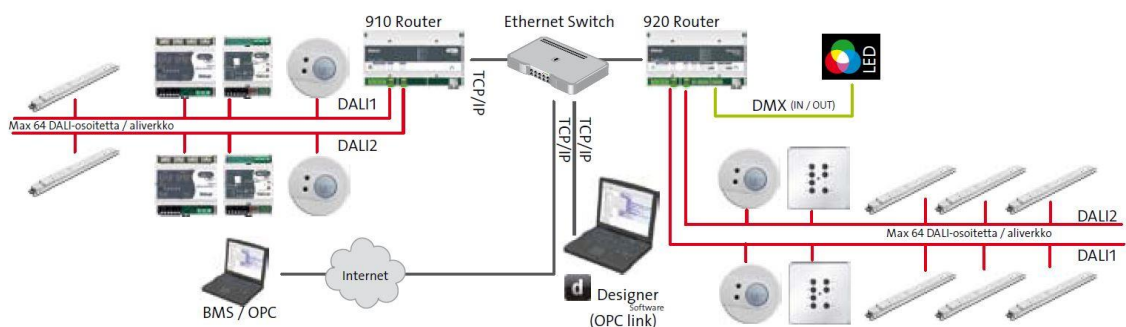 910 Router
Ethernet Switch
920 Router
LED
TCP/IP
DALI1
DMX (IN / OUT)
Max 64 DALI-osoitetta / aliverkko
DALI2
TCP/IP
TCP/IP
DALI2
Max 64 DALI-osoitetta / aliverkko
DALI1
Internet
BMS / OPC
d Designer
Software
(OPC link)